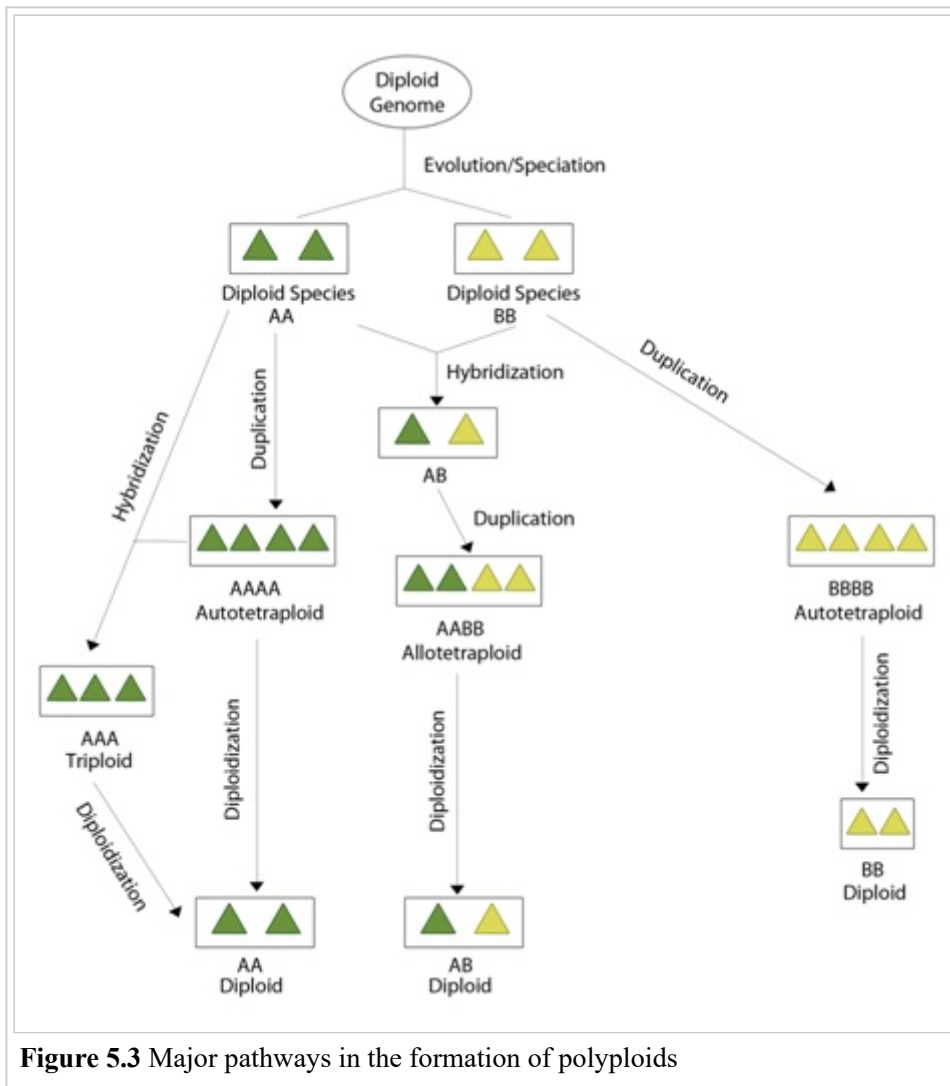 Diploid
Genome
Evolution/Speciation
Diploid Species
AA
Diploid Species
BB
Hybridization
Duplication
Hybridization
Duplication
AB
Duplication
AAAA
Autotetraploid
AABB
Allotetraploid
BBBB
Autotetraploid
AAA
Triploid
Diploidization
Diploidization
Diploidization
Diploidization
BB
Diploid
AA
Diploid
AB
Diploid
Figure 5.3 Major pathways in the formation of polyploids